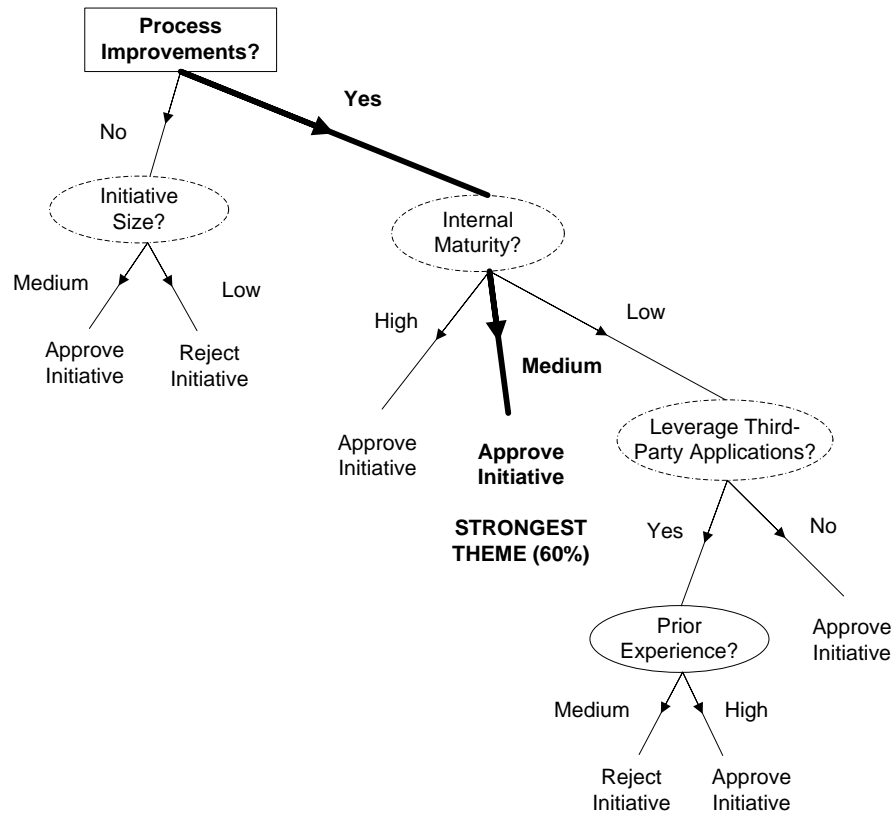 Process
Improvements?
Yes
No
Initiative
Size?
Internal
Maturity?
Medium
Low
High
Low
Medium
Approve
Initiative
Reject
Initiative
Approve
Initiative
Approve
Initiative
STRONGEST
THEME (60%)
Leverage Third-
Party Applications?
Yes
No
Prior
Experience?
Approve
Initiative
Medium
High
Reject
Initiative
Approve
Initiative